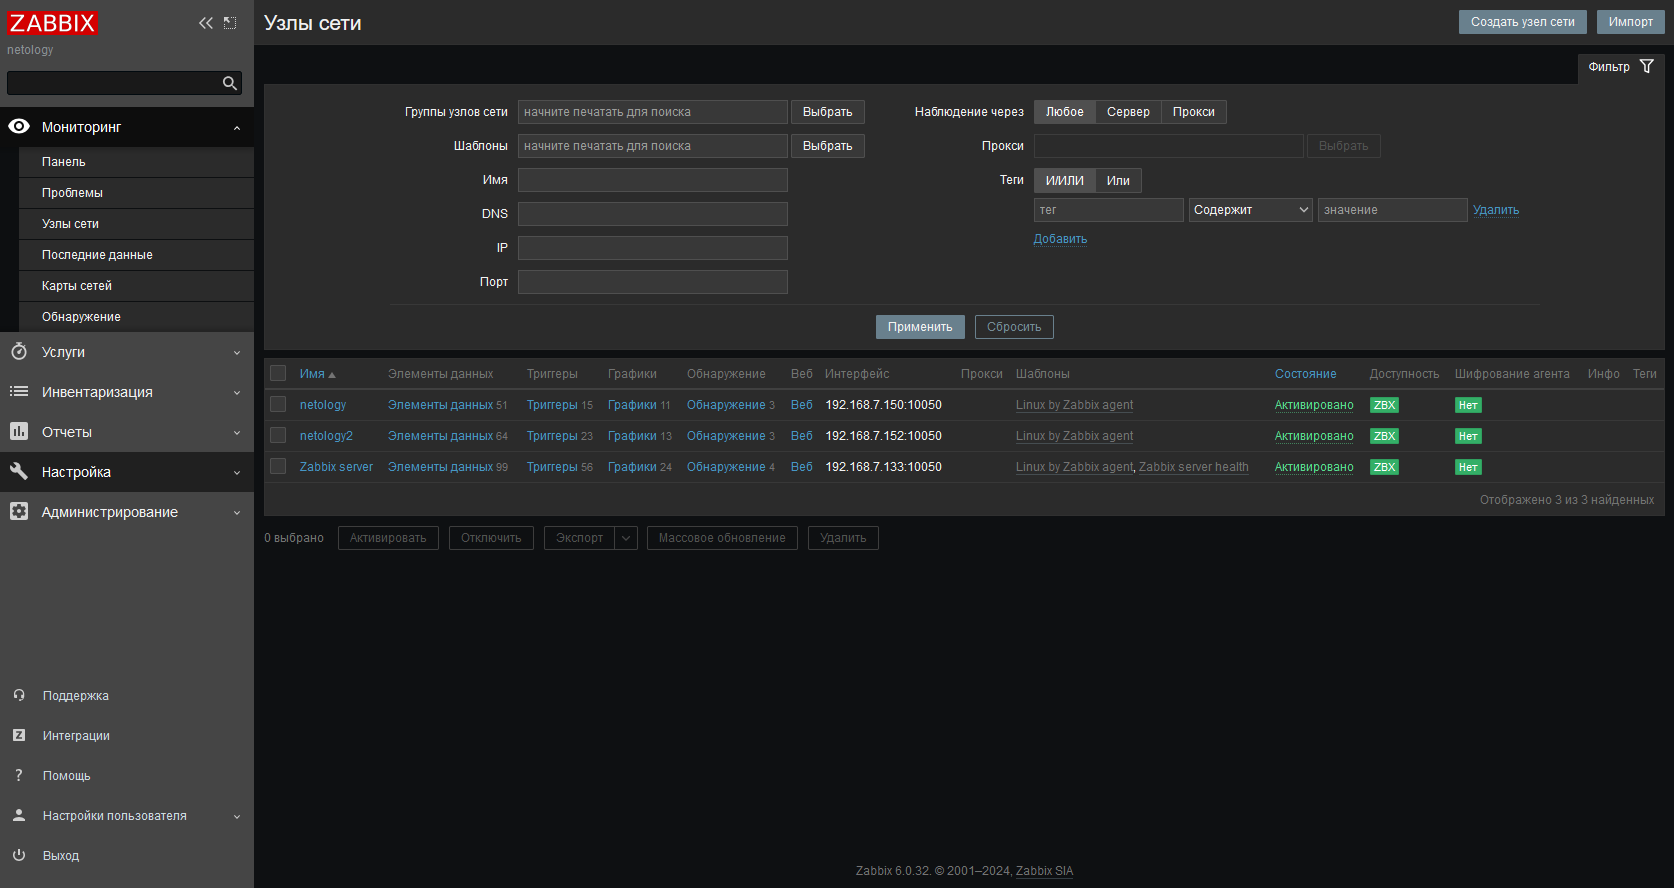 ZABBIX
netology
Мониторинг
Панель
Проблемы
Узлы сети
Последние данные
Карты сетей
Обнаружение
Услуги
Инвентаризация
Отчеты
Настройка
Администрирование
Поддержка
Интеграции
Помощь
Настройки пользователя
Выход
Узлы сети
Создать узел сети Импорт
Фильтр
Группы узлов сети начните печатать для поиска Выбрать Наблюдение через Любое Сервер Прокси
Шаблоны начните печатать для поиска Выбрать Прокси Выбрать
Имя Теги И/ИЛИ Или
DNS тег Содержит значение Удалить
IP Добавить
Порт
Применить Сбросить
Имя Элементы данных Триггеры Графики Обнаружение Веб Интерфейс Прокси Шаблоны Состояние Доступность Шифрование агента Инфо Теги
netology Элементы данных 51 Триггеры 15 Графики 11 Обнаружение 3 Веб 192.168.7.150:10050 Linux by Zabbix agent Активировано ZBX Нет
netology2 Элементы данных 64 Триггеры 23 Графики 13 Обнаружение 3 Веб 192.168.7.152:10050 Linux by Zabbix agent Активировано ZBX Нет
Zabbix server Элементы данных 99 Триггеры 56 Графики 24 Обнаружение 4 Веб 192.168.7.133:10050 Linux by Zabbix agent, Zabbix server health Активировано ZBX Нет
Отображено 3 из 3 найденных
0 выбрано Активировать Отключить Экспорт Массовое обновление Удалить
Zabbix 6.0.32. © 2001–2024, Zabbix SIA